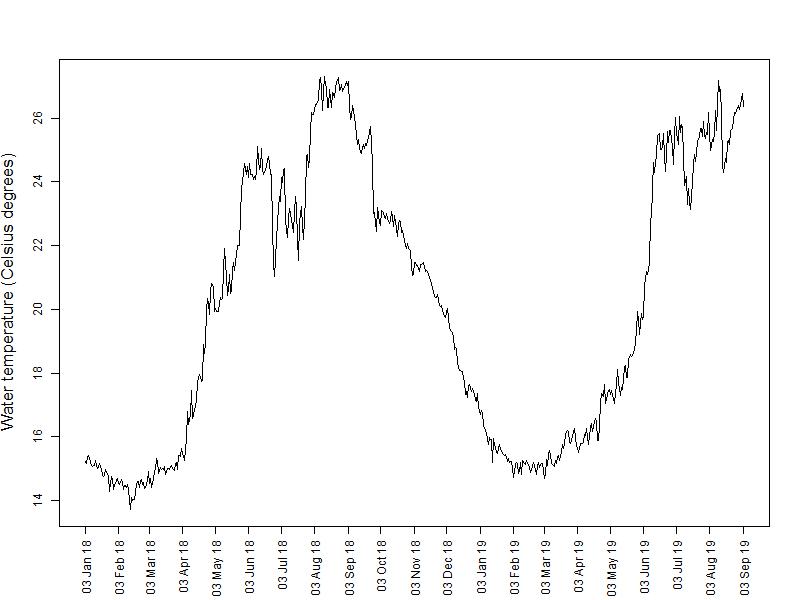 Water temperature (Celsius degrees)
26
24
22
20
18
16
14
03 Jan 18
03 Feb 18
03 Mar 18
03 Apr 18
03 May 18
03 Jun 18
03 Jul 18
03 Aug 18
03 Sep 18
03 Oct 18
03 Nov 18
03 Dec 18
03 Jan 19
03 Feb 19
03 Mar 19
03 Apr 19
03 May 19
03 Jun 19
03 Jul 19
03 Aug 19
03 Sep 19